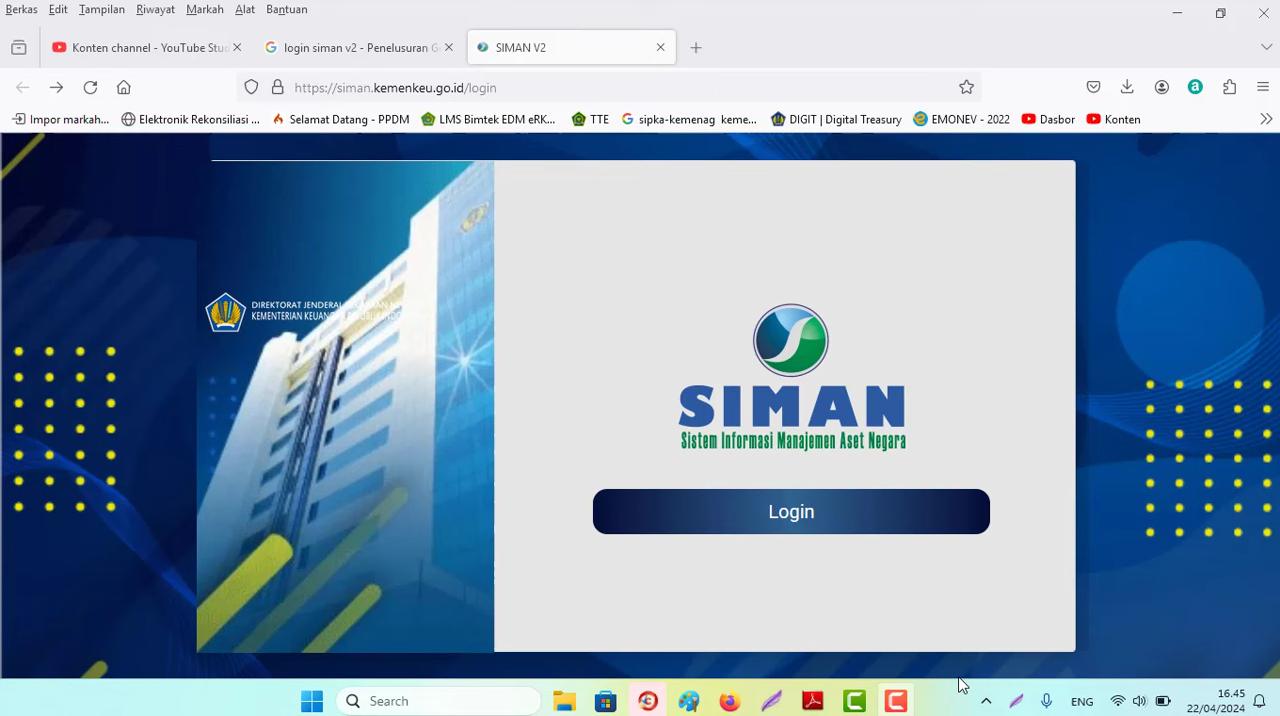 Berkas Edit Tampilan Riwayat Markah Alat Bantuan
Konten channel - YouTube Stu
login siman v2 - Penelusuran G
SIMAN V2
https://siman.kemenkeu.go.id/login
Impor markah...
Elektronik Rekonsiliasi ...
Selamat Datang - PPDM
LMS Bimtek EDM eRK...
TTE
sipka-kemenag keme...
DIGIT | Digital Treasury
EMONEV - 2022
Dasbor
Konten
DIREKTORAT JENDERAL
KEMENTERIAN KEUANGAN
SIMAN
Sistem Informasi Manajemen Aset Negara
Login
Search
ENG
16.45
22/04/2024